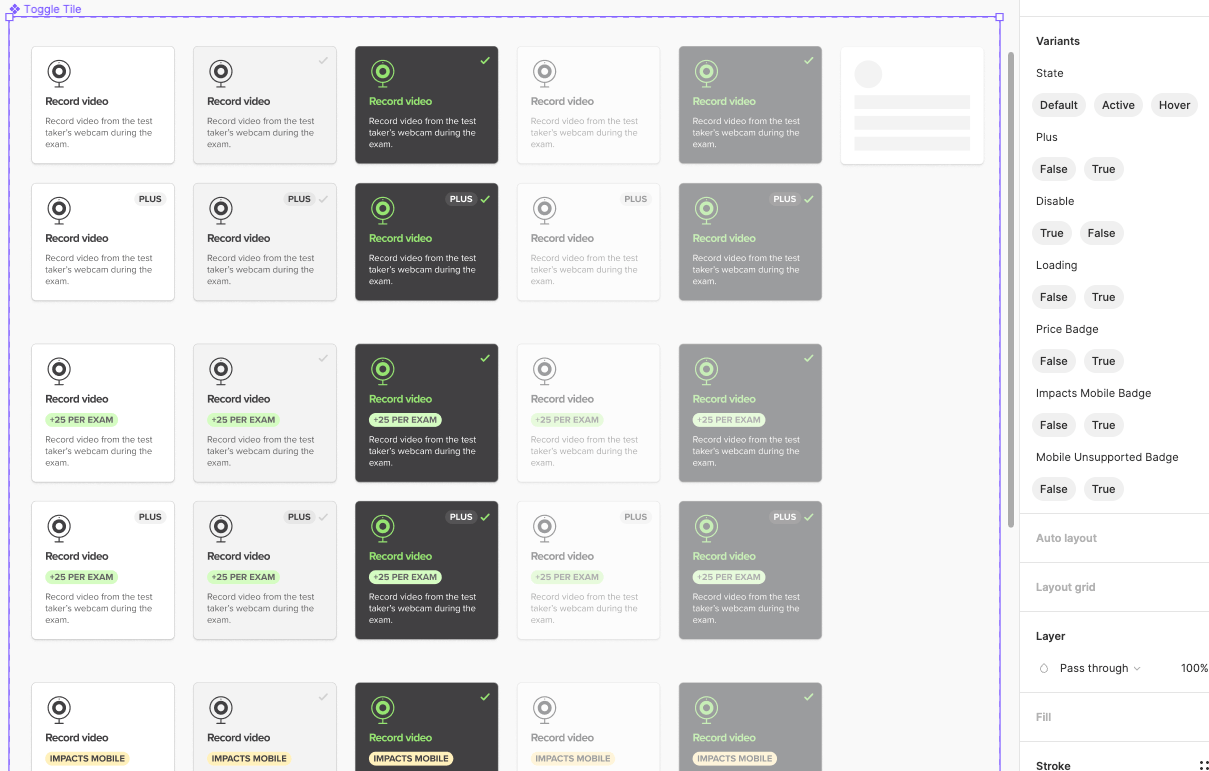 Toggle Tile
Record video
Record video from the test
taker's webcam during the
exam.
Record video
Record video from the test
taker's webcam during the
exam.
Record video
Record video from the test
taker's webcam during the
exam.
Record video
Record video from the test
taker's webcam during the
exam.
Record video
Record video from the test
taker's webcam during the
exam.
PLUS
Record video
Record video from the test
taker's webcam during the
exam.
PLUS
Record video
Record video from the test
taker's webcam during the
exam.
PLUS
Record video
Record video from the test
taker's webcam during the
exam.
PLUS
Record video
Record video from the test
taker's webcam during the
exam.
PLUS
Record video
Record video from the test
taker's webcam during the
exam.
Record video
+25 PER EXAM
Record video from the test
taker's webcam during the
exam.
Record video
+25 PER EXAM
Record video from the test
taker's webcam during the
exam.
Record video
+25 PER EXAM
Record video from the test
taker's webcam during the
exam.
Record video
+25 PER EXAM
Record video from the test
taker's webcam during the
exam.
Record video
+25 PER EXAM
Record video from the test
taker's webcam during the
exam.
PLUS
Record video
+25 PER EXAM
Record video from the test
taker's webcam during the
exam.
PLUS
Record video
+25 PER EXAM
Record video from the test
taker's webcam during the
exam.
PLUS
Record video
+25 PER EXAM
Record video from the test
taker's webcam during the
exam.
PLUS
Record video
+25 PER EXAM
Record video from the test
taker's webcam during the
exam.
PLUS
Record video
+25 PER EXAM
Record video from the test
taker's webcam during the
exam.
Record video
IMPACTS MOBILE
Record video
IMPACTS MOBILE
Record video
IMPACTS MOBILE
Record video
IMPACTS MOBILE
Record video
IMPACTS MOBILE
Variants
State
Default Active Hover
Plus
False True
Disable
True False
Loading
False True
Price Badge
False True
Impacts Mobile Badge
False True
Mobile Unsupported Badge
False True
Auto layout
Layout grid
Layer
Pass through 100%
Fill
Stroke